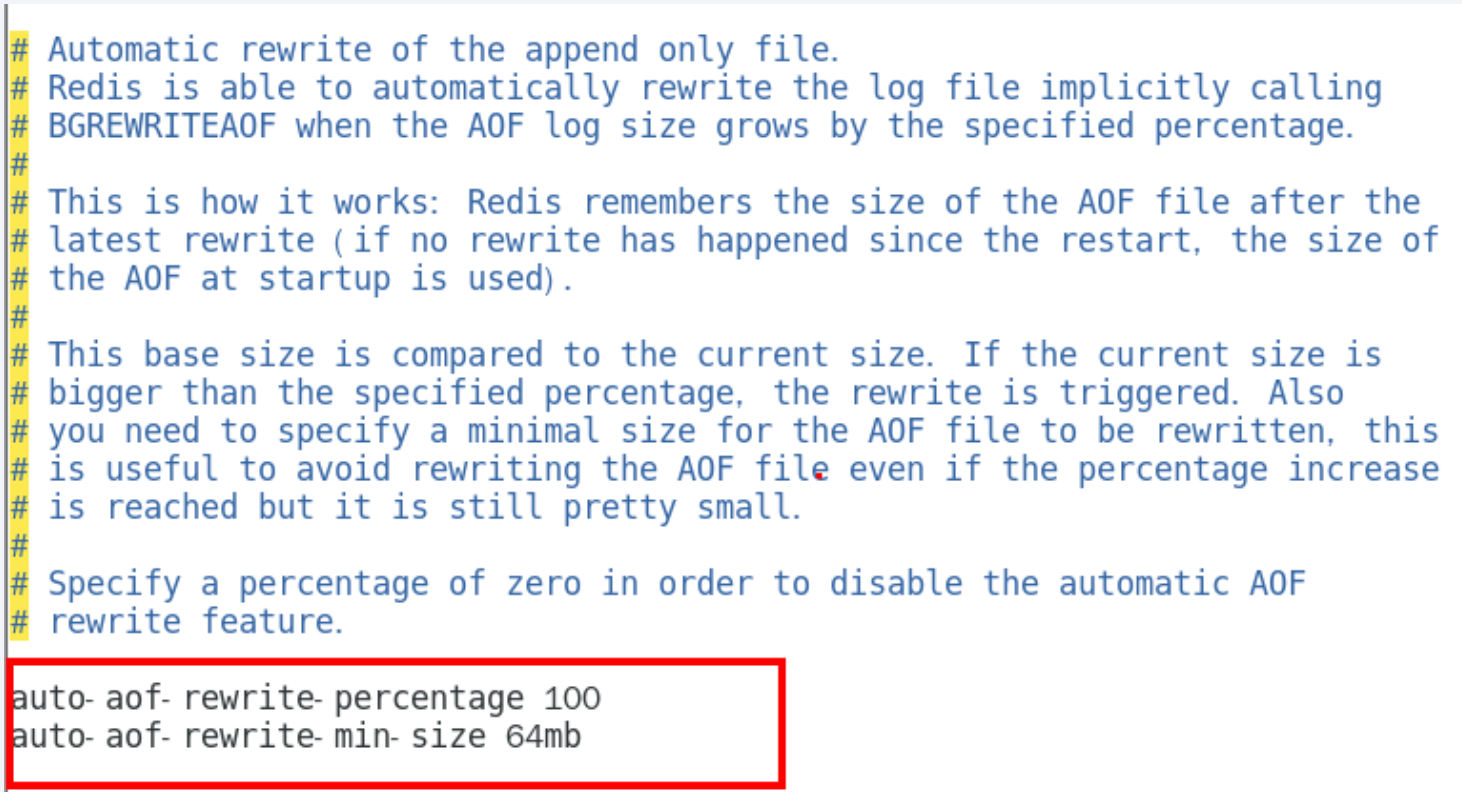 # Automatic rewrite of the append only file.
# Redis is able to automatically rewrite the log file implicitly calling
# BGREWRITEAOF when the AOF log size grows by the specified percentage.
#
# This is how it works: Redis remembers the size of the AOF file after the
# latest rewrite (if no rewrite has happened since the restart, the size of
# the AOF at startup is used).
#
# This base size is compared to the current size. If the current size is
# bigger than the specified percentage, the rewrite is triggered. Also
# you need to specify a minimal size for the AOF file to be rewritten, this
# is useful to avoid rewriting the AOF file even if the percentage increase
# is reached but it is still pretty small.
#
# Specify a percentage of zero in order to disable the automatic AOF
# rewrite feature.
auto-aof-rewrite-percentage 100
auto-aof-rewrite-min-size 64mb